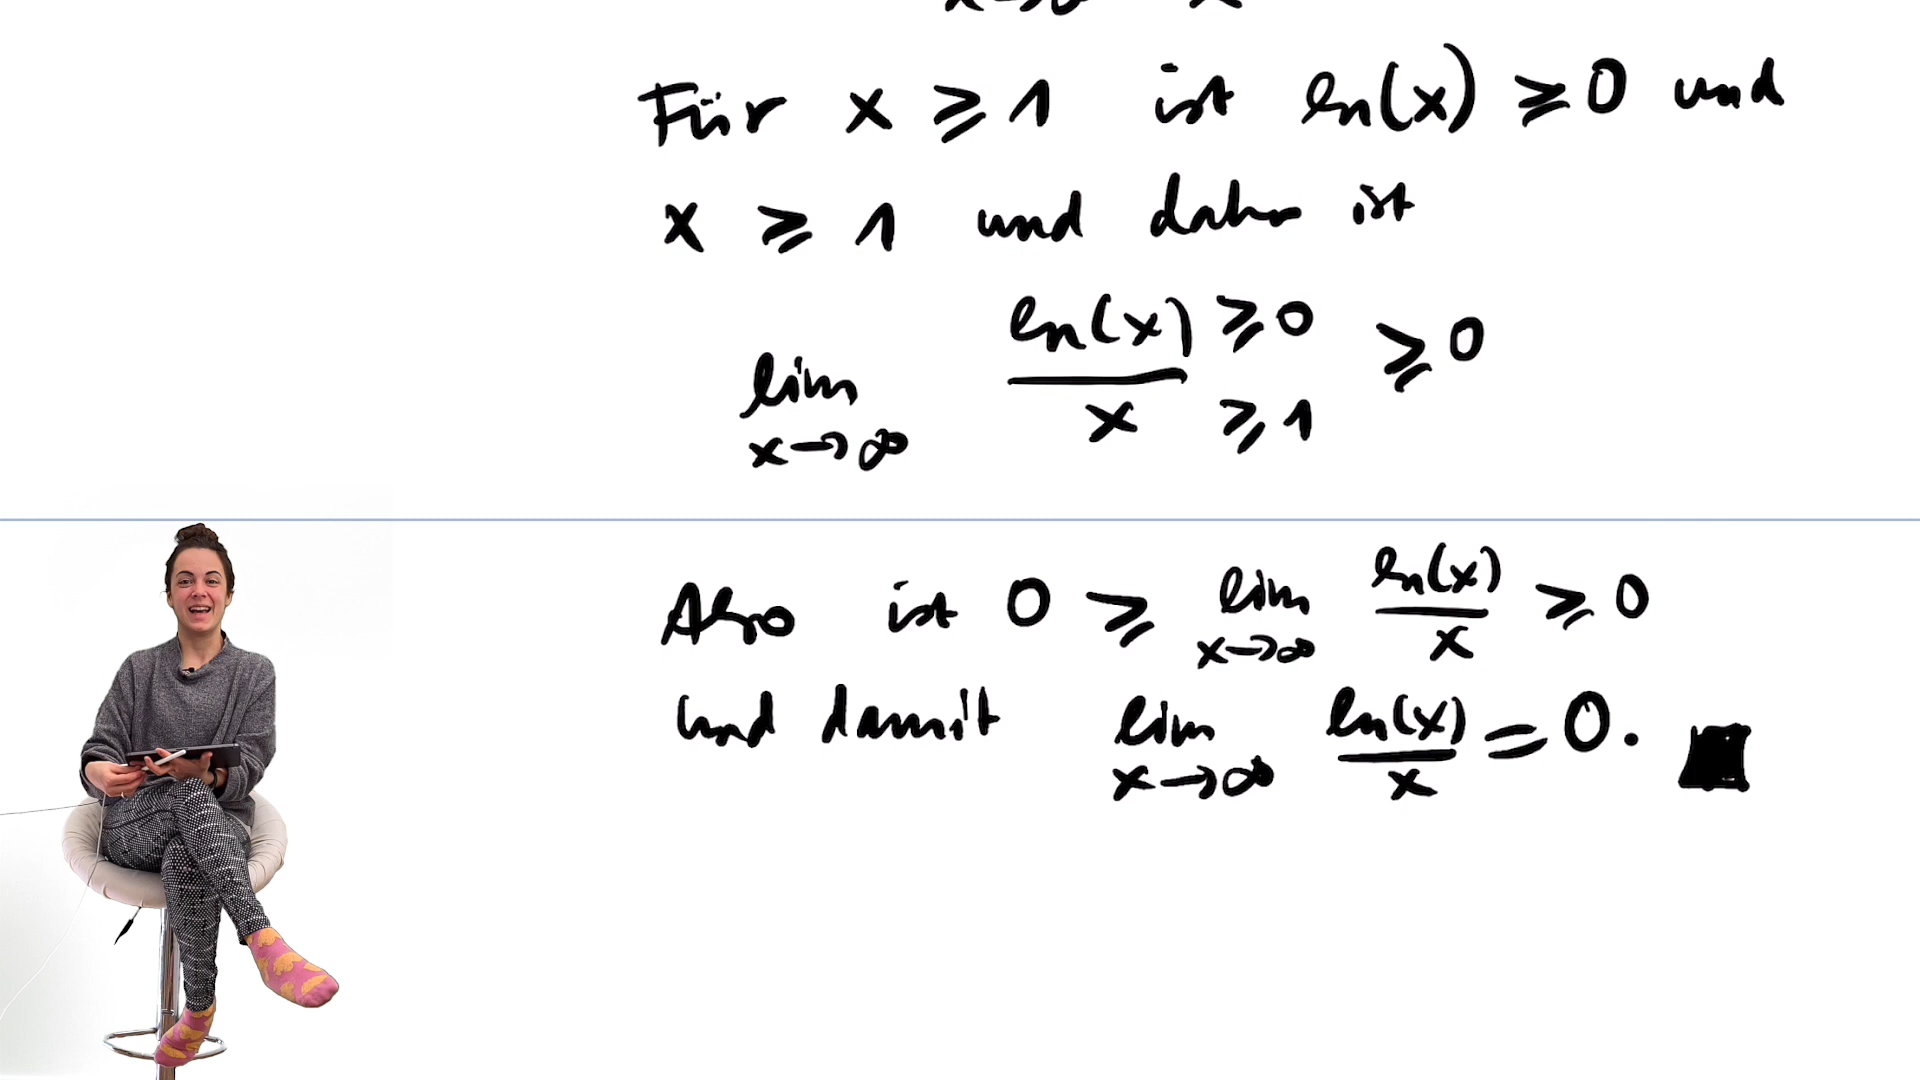 Für x ≥ 1 ist ln(x) ≥ 0 und
x ≥ 1 und daher ist
lim x→∞ ln(x)/x ≥0 ≥1 ≥0
Also ist 0 ≥ lim x→∞ ln(x)/x ≥ 0
und damit lim x→∞ ln(x)/x = 0. ■